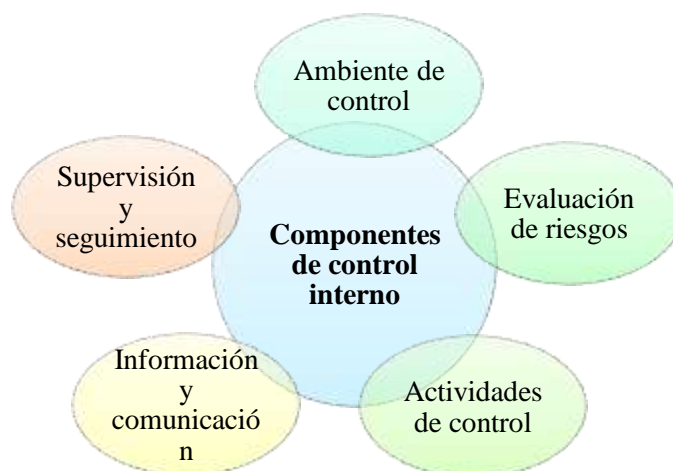 Ambiente de
control
Evaluación
de riesgos
Actividades
de control
Información
y
comunicació
n
Supervisión
y
seguimiento
Componentes
de control
interno